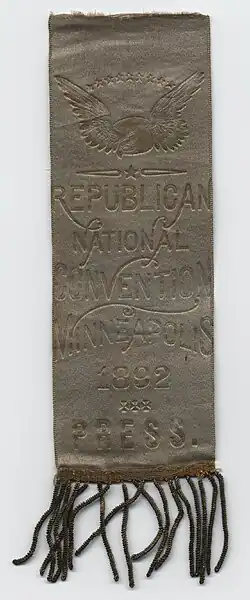 REPUBLICAN
NATIONAL
CONVENTION
MINNEAPOLIS
1892
PRESS.